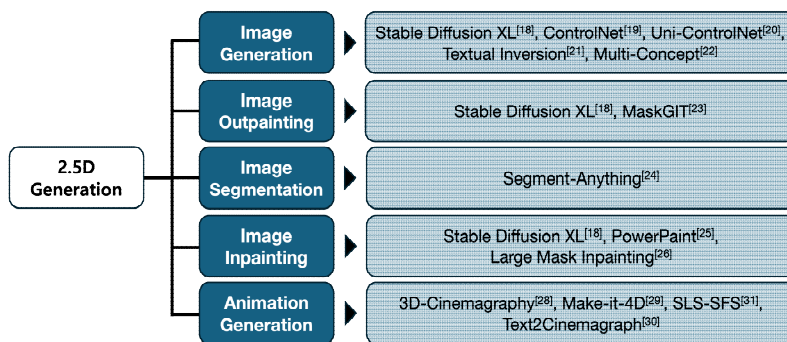 2.5D
Generation
Image
Generation
Stable Diffusion XL[18], ControlNet[19], Uni-ControlNet[20],
Textual Inversion[21], Multi-Concept[22]
Image
Outpainting
Stable Diffusion XL[18], MaskGIT[23]
Image
Segmentation
Segment-Anything[24]
Image
Inpainting
Stable Diffusion XL[18], PowerPaint[25],
Large Mask Inpainting[26]
Animation
Generation
3D-Cinemagraphy[28], Make-it-4D[29], SLS-SFS[31],
Text2Cinemagraph[30]